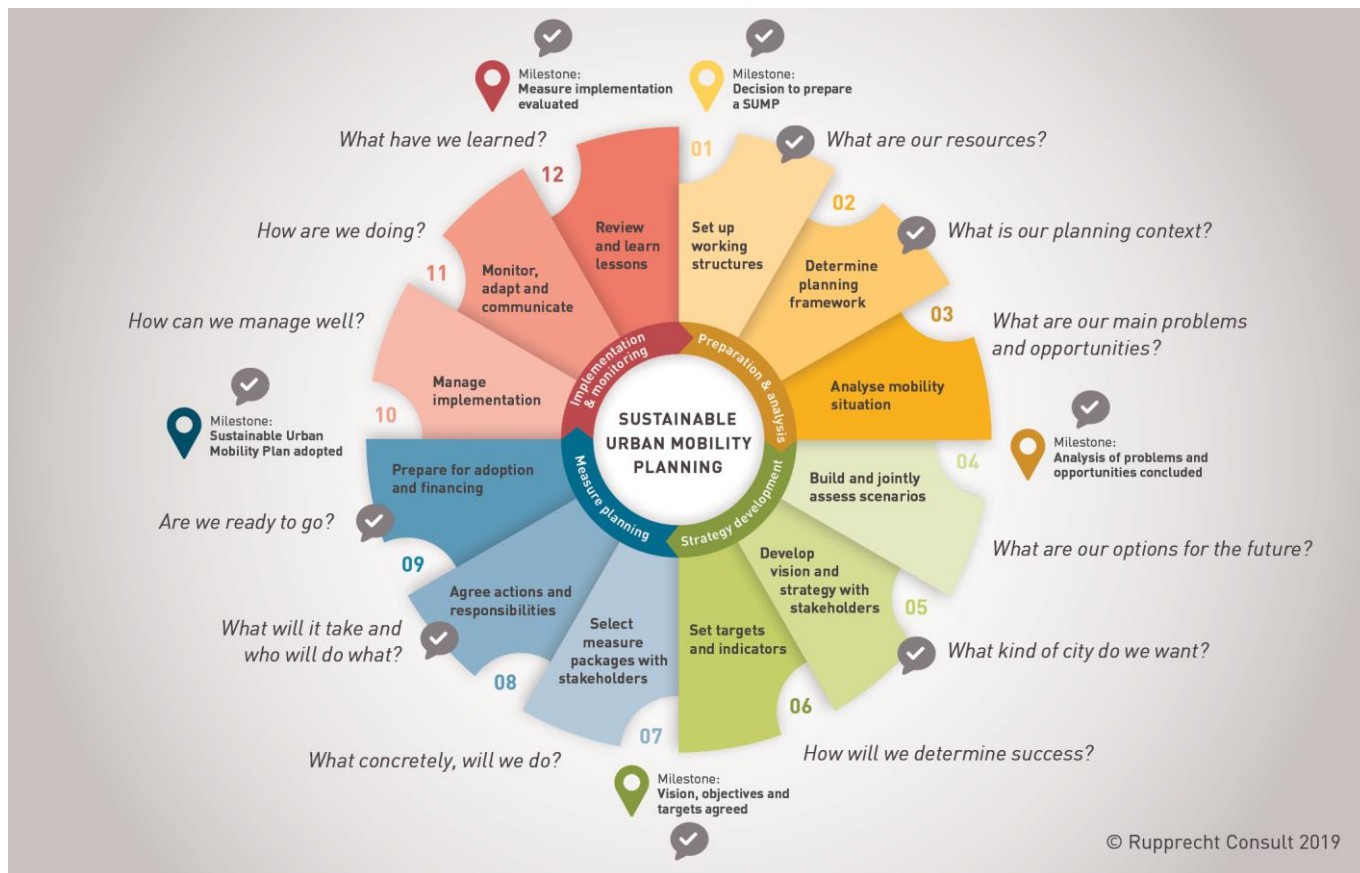 Milestone:
Measure implementation
evaluated
Milestone:
Decision to prepare
a SUMP
What have we learned?
What are our resources?
How are we doing?
What is our planning context?
How can we manage well?
What are our main problems
and opportunities?
Milestone:
Sustainable Urban
Mobility Plan adopted
Milestone:
Analysis of problems and
opportunities concluded
Are we ready to go?
What are our options for the future?
What will it take and
who will do what?
What kind of city do we want?
What concretely, will we do?
How will we determine success?
Milestone:
Vision, objectives and
targets agreed
01
Set up
working
structures
02
Determine
planning
framework
03
Analyse mobility
situation
04
Build and jointly
assess scenarios
05
Develop
vision and
strategy with
stakeholders
06
Set targets
and indicators
07
Select
measure
packages with
stakeholders
08
Agree actions and
responsibilities
09
Prepare for adoption
and financing
10
Manage
implementation
11
Monitor,
adapt and
communicate
12
Review
and learn
lessons
Preparation & analysis
Strategy development
Measure planning
Implementation
& monitoring
SUSTAINABLE
URBAN MOBILITY
PLANNING
© Rupprecht Consult 2019